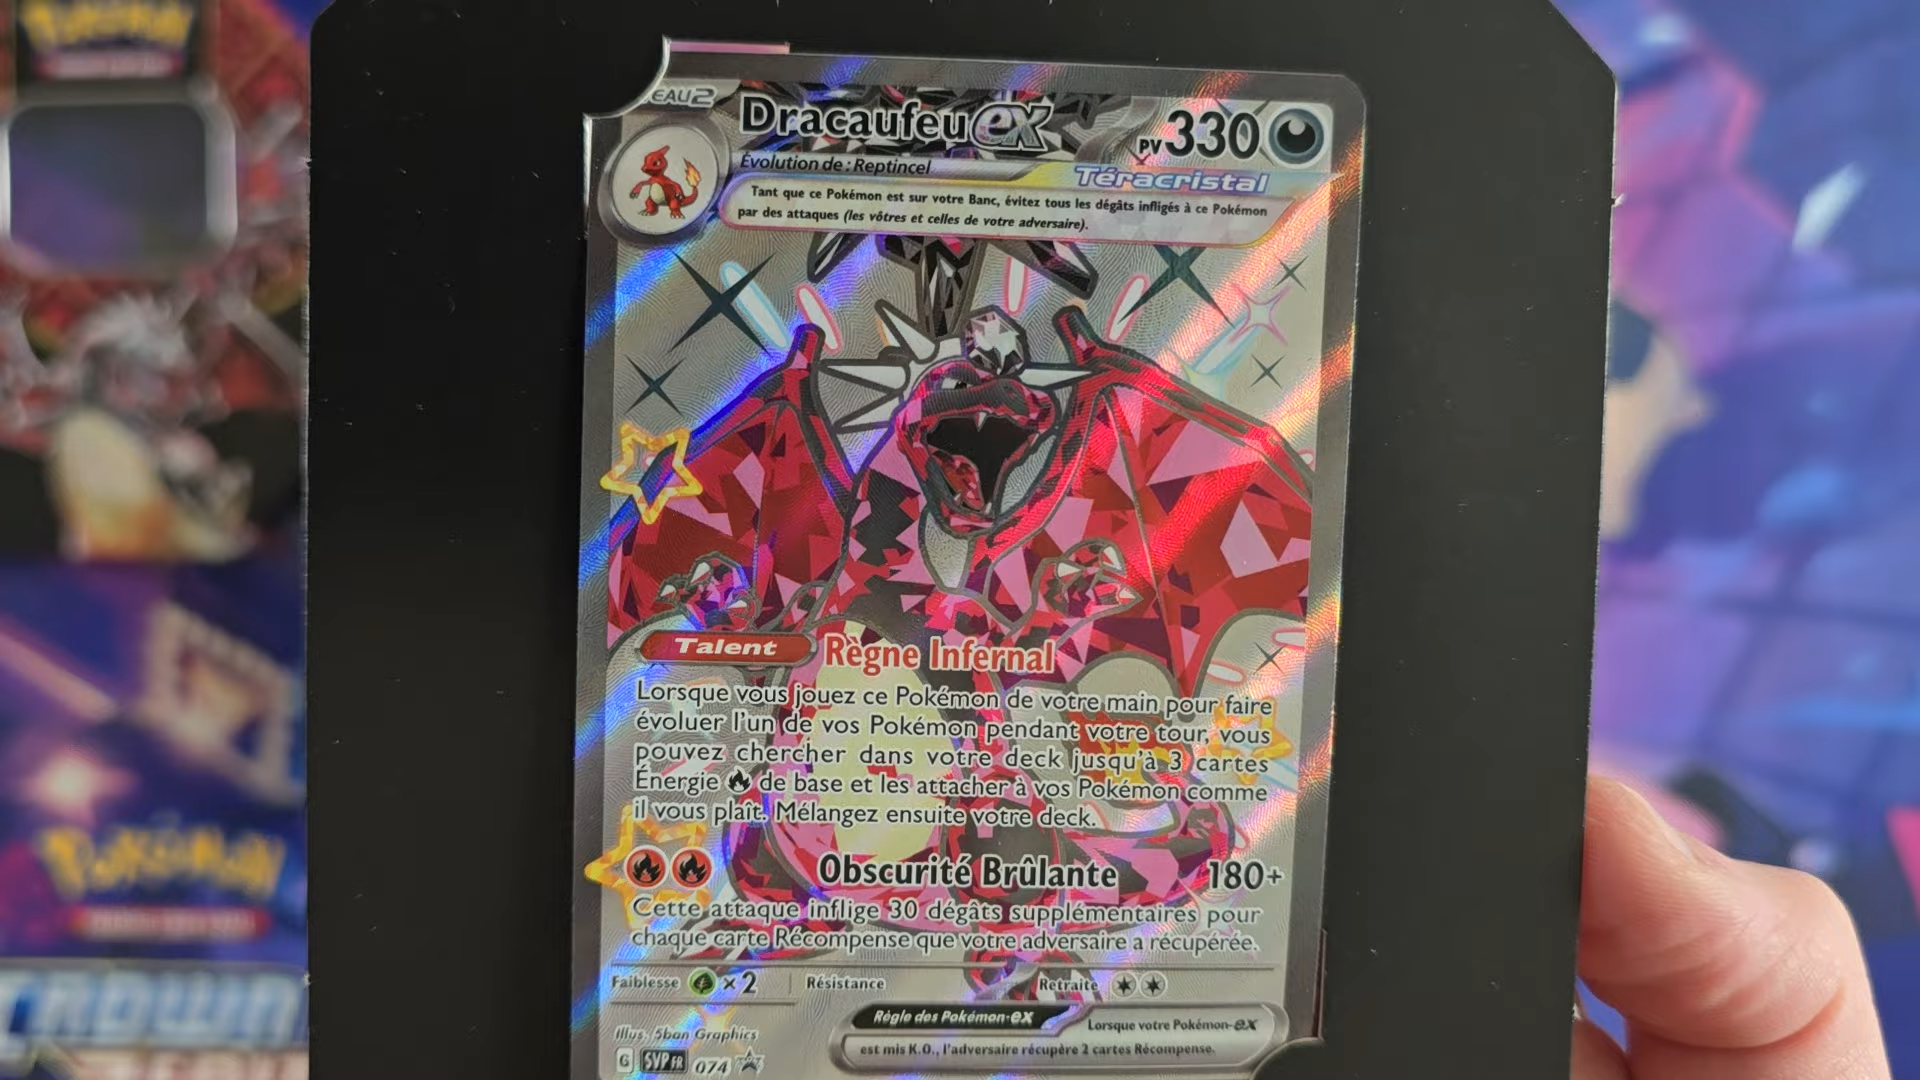 Pokémon
EAU2
Dracaufeu ex
PV 330
Évolution de : Reptincel
Téracristal
Tant que ce Pokémon est sur votre Banc, évitez tous les dégâts infligés à ce Pokémon
par des attaques (les vôtres et celles de votre adversaire).
Talent Règne Infernal
Lorsque vous jouez ce Pokémon de votre main pour faire
évoluer l'un de vos Pokémon pendant votre tour, vous
pouvez chercher dans votre deck jusqu'à 3 cartes
Énergie de base et les attacher à vos Pokémon comme
il vous plaît. Mélangez ensuite votre deck.
Obscurité Brûlante 180+
Cette attaque inflige 30 dégâts supplémentaires pour
chaque carte Récompense que votre adversaire a récupérée.
Faiblesse ×2 Résistance Retraite
Illus. 5ban Graphics
Règle des Pokémon-ex Lorsque votre Pokémon-ex
est mis K.O., l'adversaire récupère 2 cartes Récompense.
G SVP FR 074
Pokémon
CROWN